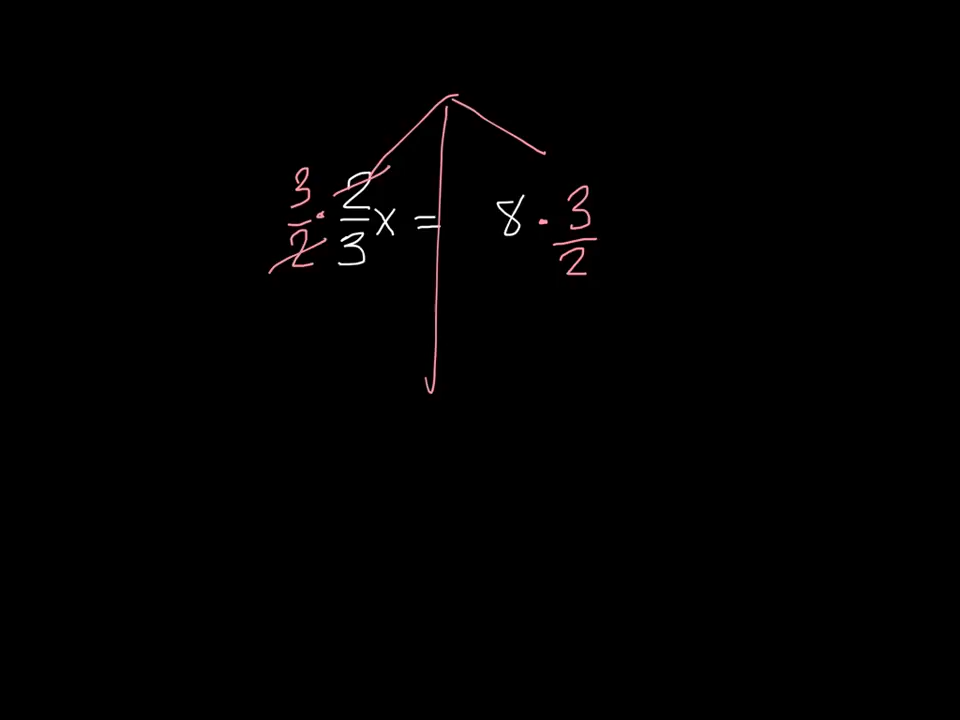 3/2 · 2/3 x = 8 · 3/2